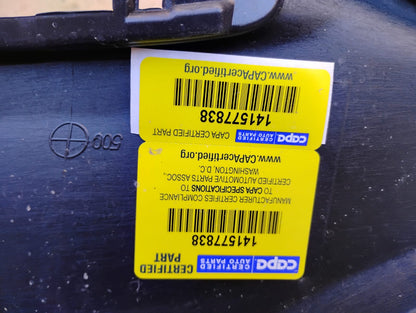 capa CERTIFIED AUTO PARTS
CERTIFIED
PART
141577838
MANUFACTURER CERTIFIES COMPLIANCE
TO CAPA SPECIFICATIONS TO
CERTIFIED AUTOMOTIVE PARTS ASSOC.,
WASHINGTON, D.C.
www.CAPAcertified.org
capa CERTIFIED AUTO PARTS
CAPA CERTIFIED PART
141577838
www.CAPAcertified.org
500